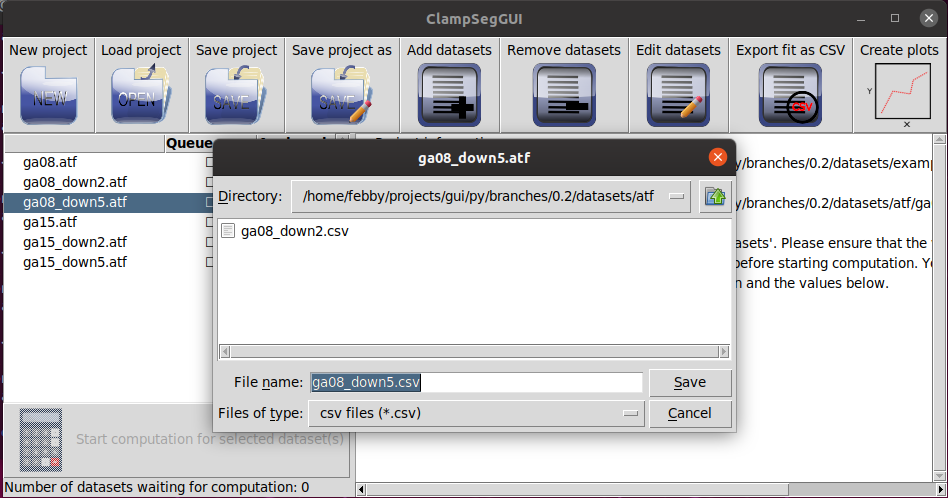 ClampSegGUI
New project Load project Save project Save project as Add datasets Remove datasets Edit datasets Export fit as CSV Create plots
NEW OPEN SAVE SAVE CSV Y
X
Queue
ga08.atf
ga08_down2.atf
ga08_down5.atf
ga15.atf
ga15_down2.atf
ga15_down5.atf
ga08_down5.atf
Directory: /home/febby/projects/gui/py/branches/0.2/datasets/atf
ga08_down2.csv
File name: ga08_down5.csv Save
Files of type: csv files (*.csv) Cancel
y/branches/0.2/datasets/examp
y/branches/0.2/datasets/atf/ga
asets'. Please ensure that the
before starting computation. Yo
n and the values below.
Start computation for selected dataset(s)
Number of datasets waiting for computation: 0